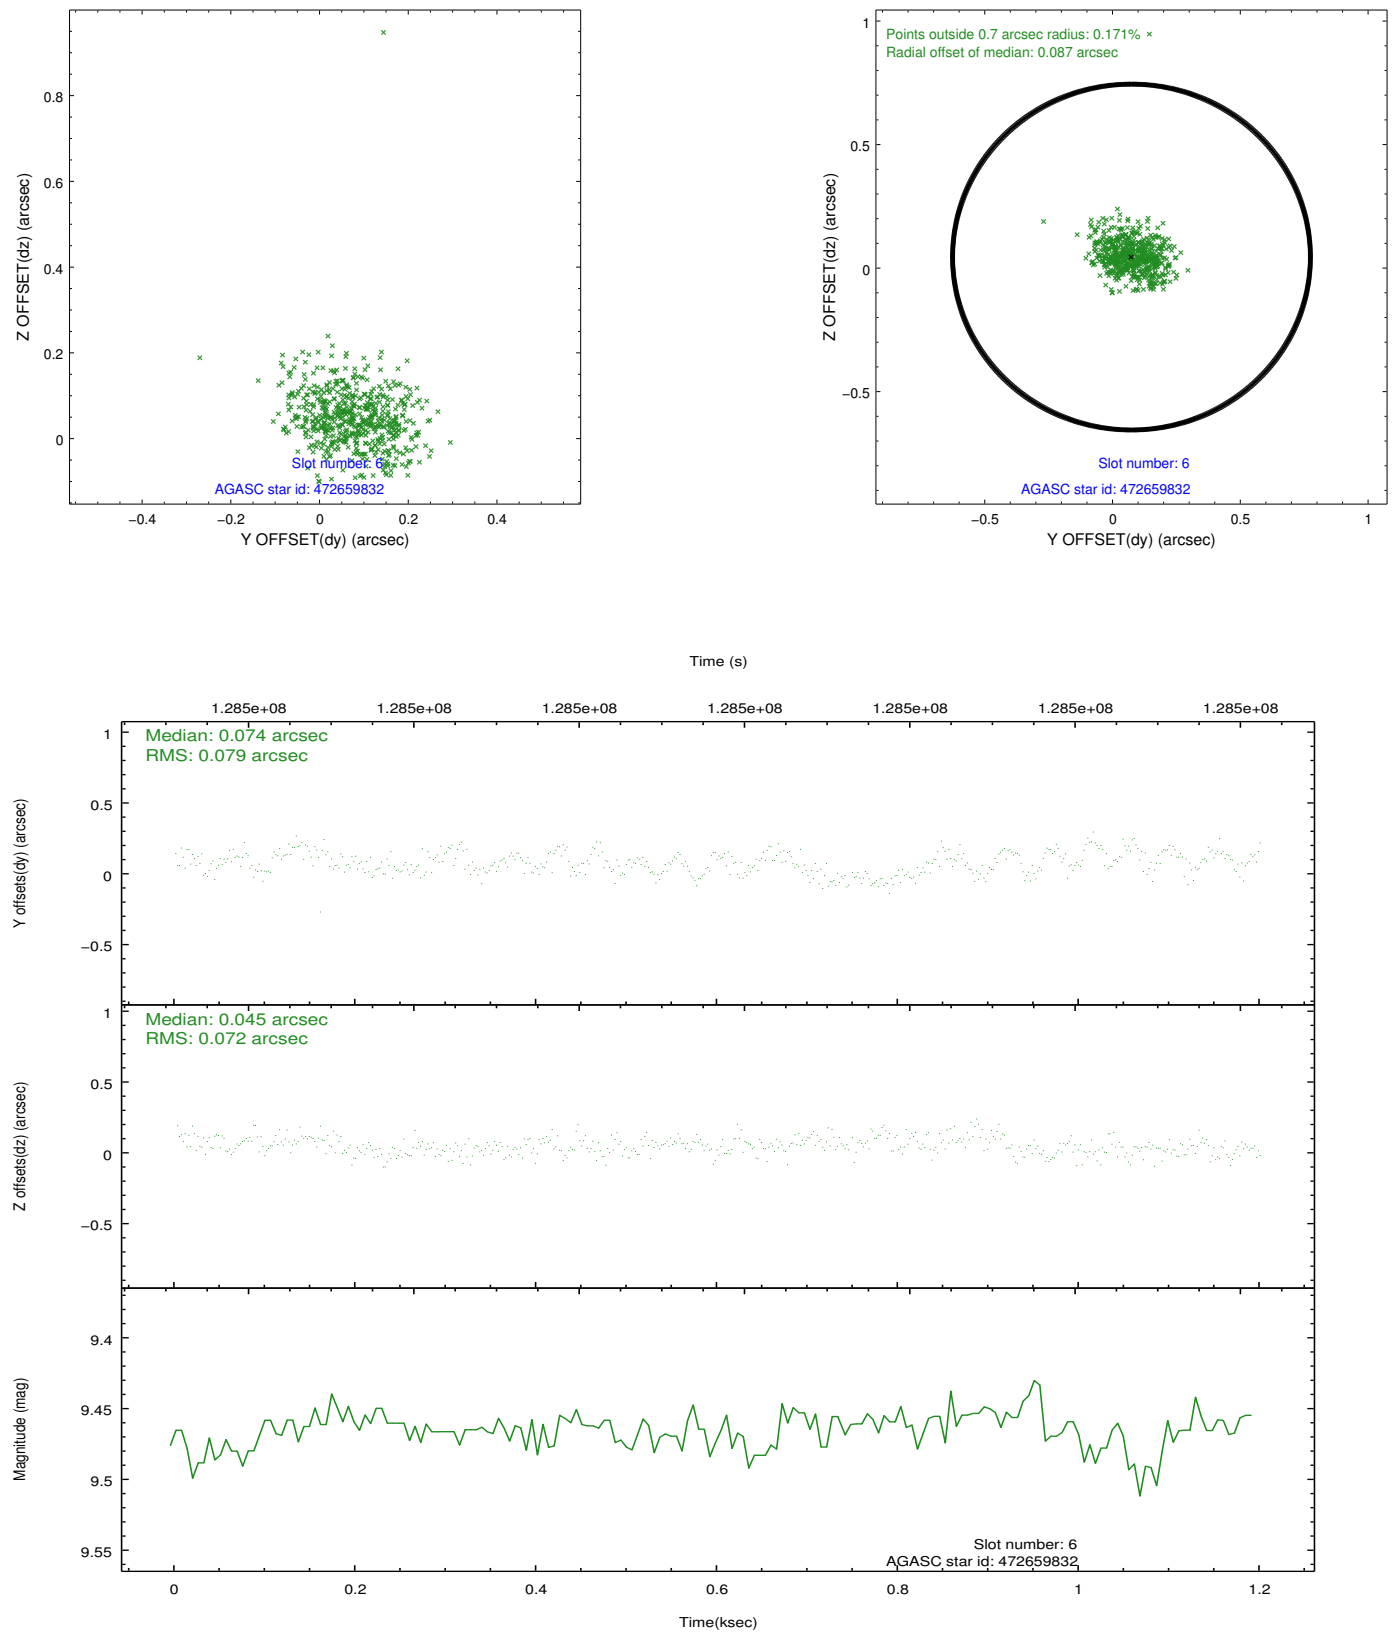 0.8
0.6
0.4
0.2
0
Z OFFSET(dz) (arcsec)
−0.4 −0.2 0 0.2 0.4
Y OFFSET(dy) (arcsec)
Slot number: 6
AGASC star id: 472659832
Points outside 0.7 arcsec radius: 0.171%
Radial offset of median: 0.087 arcsec
1
0.5
0
−0.5
Z OFFSET(dz) (arcsec)
Slot number: 6
AGASC star id: 472659832
−0.5 0 0.5 1
Y OFFSET(dy) (arcsec)
Time (s)
1.285e+08 1.285e+08 1.285e+08 1.285e+08 1.285e+08 1.285e+08 1.285e+08
Median: 0.074 arcsec
RMS: 0.079 arcsec
1
0.5
0
−0.5
Y offsets(dy) (arcsec)
Median: 0.045 arcsec
RMS: 0.072 arcsec
1
0.5
0
−0.5
Z offsets(dz) (arcsec)
9.4
9.45
9.5
9.55
Magnitude (mag)
Slot number: 6
AGASC star id: 472659832
0 0.2 0.4 0.6 0.8 1 1.2
Time(ksec)